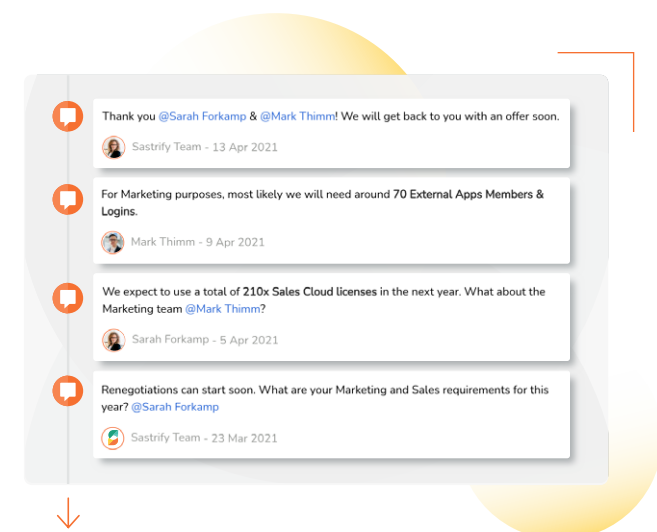 Thank you @Sarah Forkamp & @Mark Thimm! We will get back to you with an offer soon.
Sastrify Team - 13 Apr 2021
For Marketing purposes, most likely we will need around 70 External Apps Members &
Logins.
Mark Thimm - 9 Apr 2021
We expect to use a total of 210x Sales Cloud licenses in the next year. What about the
Marketing team @Mark Thimm?
Sarah Forkamp - 5 Apr 2021
Renegotiations can start soon. What are your Marketing and Sales requirements for this
year? @Sarah Forkamp
Sastrify Team - 23 Mar 2021